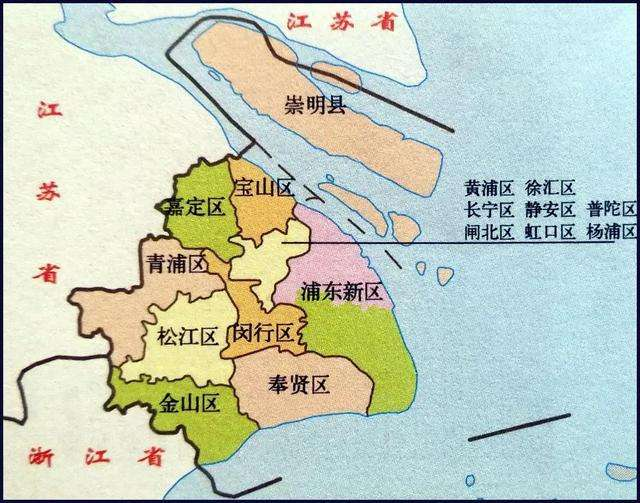 江苏省
崇明县
江
苏
省
宝山区
嘉定区
黄浦区 徐汇区
长宁区 静安区 普陀区
闸北区 虹口区 杨浦区
青浦区
浦东新区
松江区
闵行区
奉贤区
金山区
浙江省